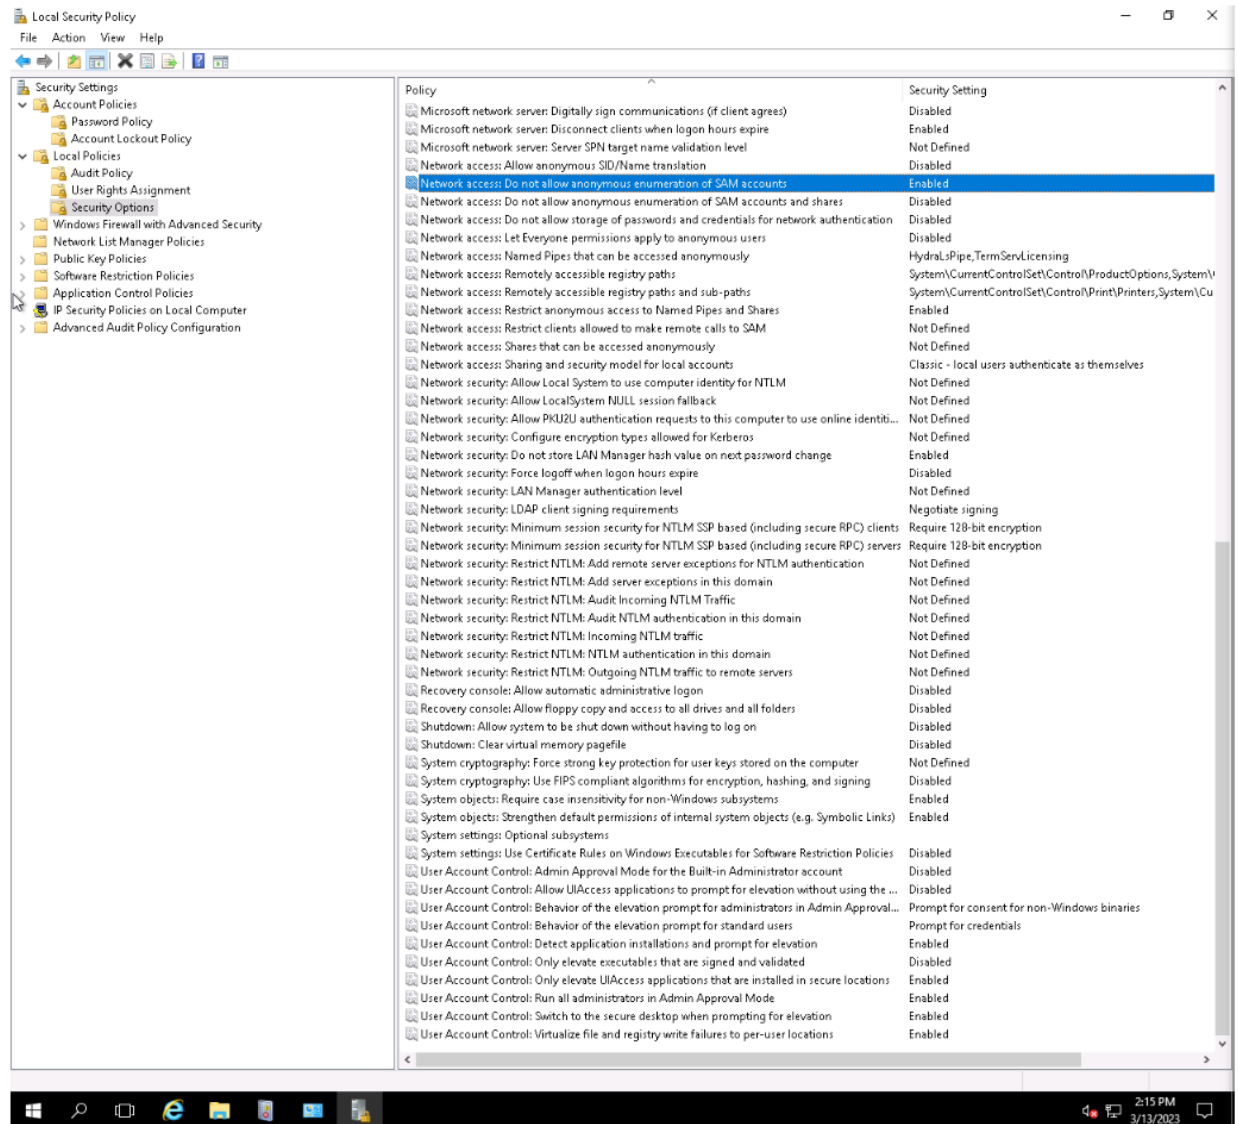 Local Security Policy
File Action View Help
Security Settings
Account Policies
Password Policy
Account Lockout Policy
Local Policies
Audit Policy
User Rights Assignment
Security Options
Windows Firewall with Advanced Security
Network List Manager Policies
Public Key Policies
Software Restriction Policies
Application Control Policies
IP Security Policies on Local Computer
Advanced Audit Policy Configuration
Policy Security Setting
Microsoft network server: Digitally sign communications (if client agrees) Disabled
Microsoft network server: Disconnect clients when logon hours expire Enabled
Microsoft network server: Server SPN target name validation level Not Defined
Network access: Allow anonymous SID/Name translation Disabled
Network access: Do not allow anonymous enumeration of SAM accounts Enabled
Network access: Do not allow anonymous enumeration of SAM accounts and shares Disabled
Network access: Do not allow storage of passwords and credentials for network authentication Disabled
Network access: Let Everyone permissions apply to anonymous users Disabled
Network access: Named Pipes that can be accessed anonymously HydraLsPipe,TermServLicensing
Network access: Remotely accessible registry paths System\CurrentControlSet\Control\ProductOptions,System\
Network access: Remotely accessible registry paths and sub-paths System\CurrentControlSet\Control\Print\Printers,System\Cu
Network access: Restrict anonymous access to Named Pipes and Shares Enabled
Network access: Restrict clients allowed to make remote calls to SAM Not Defined
Network access: Shares that can be accessed anonymously Not Defined
Network access: Sharing and security model for local accounts Classic - local users authenticate as themselves
Network security: Allow Local System to use computer identity for NTLM Not Defined
Network security: Allow LocalSystem NULL session fallback Not Defined
Network security: Allow PKU2U authentication requests to this computer to use online identiti... Not Defined
Network security: Configure encryption types allowed for Kerberos Not Defined
Network security: Do not store LAN Manager hash value on next password change Enabled
Network security: Force logoff when logon hours expire Disabled
Network security: LAN Manager authentication level Not Defined
Network security: LDAP client signing requirements Negotiate signing
Network security: Minimum session security for NTLM SSP based (including secure RPC) clients Require 128-bit encryption
Network security: Minimum session security for NTLM SSP based (including secure RPC) servers Require 128-bit encryption
Network security: Restrict NTLM: Add remote server exceptions for NTLM authentication Not Defined
Network security: Restrict NTLM: Add server exceptions in this domain Not Defined
Network security: Restrict NTLM: Audit Incoming NTLM Traffic Not Defined
Network security: Restrict NTLM: Audit NTLM authentication in this domain Not Defined
Network security: Restrict NTLM: Incoming NTLM traffic Not Defined
Network security: Restrict NTLM: NTLM authentication in this domain Not Defined
Network security: Restrict NTLM: Outgoing NTLM traffic to remote servers Not Defined
Recovery console: Allow automatic administrative logon Disabled
Recovery console: Allow floppy copy and access to all drives and all folders Disabled
Shutdown: Allow system to be shut down without having to log on Disabled
Shutdown: Clear virtual memory pagefile Disabled
System cryptography: Force strong key protection for user keys stored on the computer Not Defined
System cryptography: Use FIPS compliant algorithms for encryption, hashing, and signing Disabled
System objects: Require case insensitivity for non-Windows subsystems Enabled
System objects: Strengthen default permissions of internal system objects (e.g. Symbolic Links) Enabled
System settings: Optional subsystems
System settings: Use Certificate Rules on Windows Executables for Software Restriction Policies Disabled
User Account Control: Admin Approval Mode for the Built-in Administrator account Disabled
User Account Control: Allow UIAccess applications to prompt for elevation without using the ... Disabled
User Account Control: Behavior of the elevation prompt for administrators in Admin Approval... Prompt for consent for non-Windows binaries
User Account Control: Behavior of the elevation prompt for standard users Prompt for credentials
User Account Control: Detect application installations and prompt for elevation Enabled
User Account Control: Only elevate executables that are signed and validated Disabled
User Account Control: Only elevate UIAccess applications that are installed in secure locations Enabled
User Account Control: Run all administrators in Admin Approval Mode Enabled
User Account Control: Switch to the secure desktop when prompting for elevation Enabled
User Account Control: Virtualize file and registry write failures to per-user locations Enabled
2:15 PM
3/13/2023